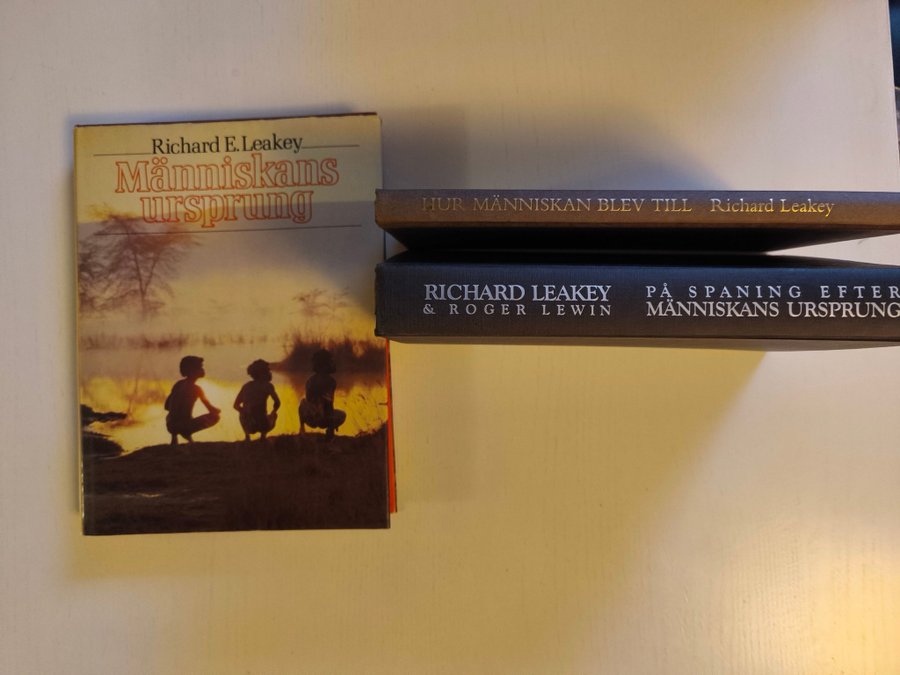 Richard E. Leakey
Människans
ursprung
HUR MÄNNISKAN BLEV TILL Richard Leakey
RICHARD LEAKEY
& ROGER LEWIN
PÅ SPANING EFTER
MÄNNISKANS URSPRUNG